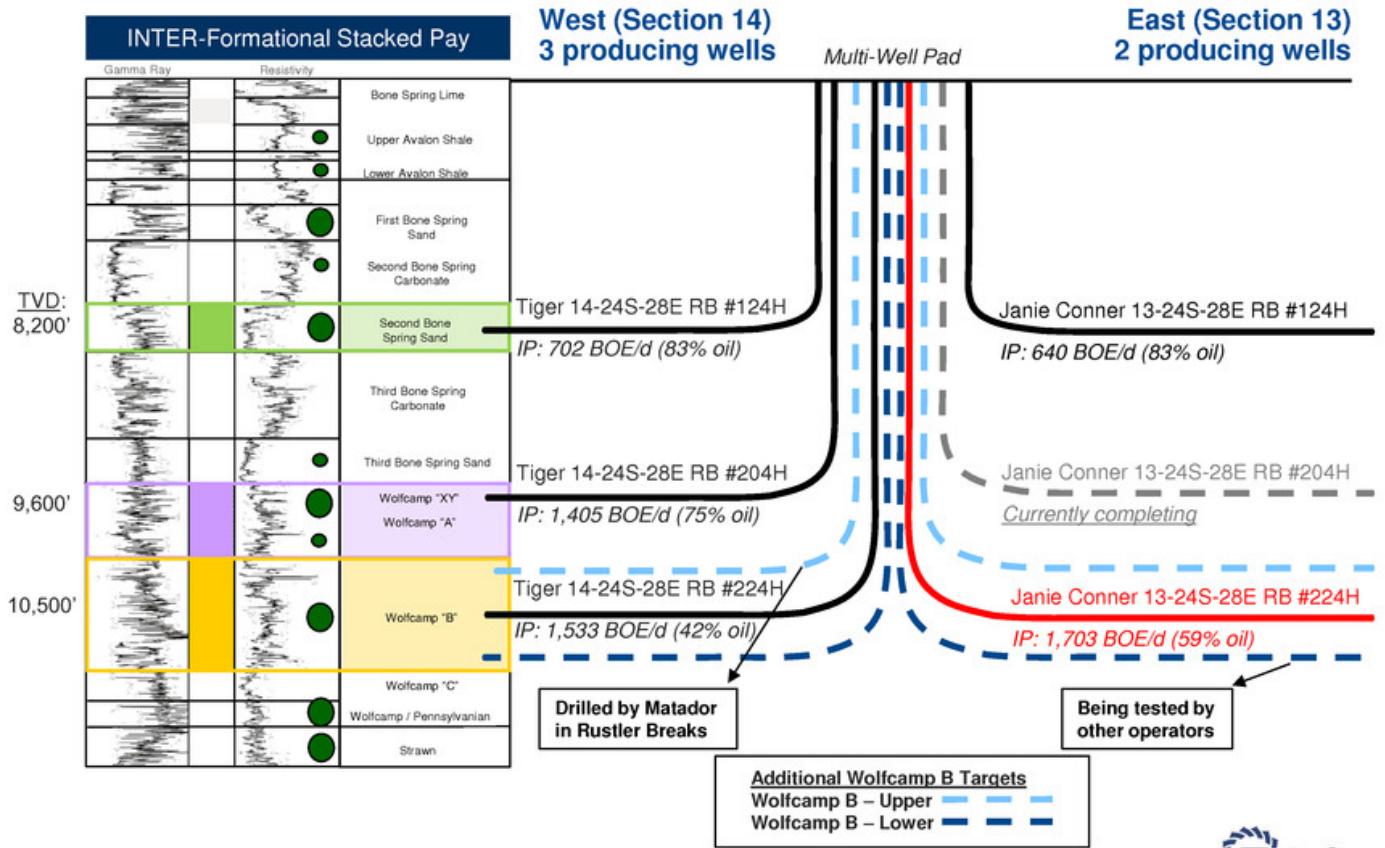 INTER-Formational Stacked Pay
Gamma Ray
Resistivity
Bone Spring Lime
Upper Avalon Shale
Lower Avalon Shale
First Bone Spring
Sand
Second Bone Spring
Carbonate
Second Bone
Spring Sand
Third Bone Spring
Carbonate
Third Bone Spring Sand
Wolfcamp "XY"
Wolfcamp "A"
Wolfcamp "B"
Wolfcamp "C"
Wolfcamp / Pennsylvanian
Strawn
TVD:
8,200'
9,600'
10,500'
West (Section 14)
3 producing wells
Multi-Well Pad
East (Section 13)
2 producing wells
Tiger 14-24S-28E RB #124H
IP: 702 BOE/d (83% oil)
Janie Conner 13-24S-28E RB #124H
IP: 640 BOE/d (83% oil)
Tiger 14-24S-28E RB #204H
IP: 1,405 BOE/d (75% oil)
Janie Conner 13-24S-28E RB #204H
Currently completing
Tiger 14-24S-28E RB #224H
IP: 1,533 BOE/d (42% oil)
Janie Conner 13-24S-28E RB #224H
IP: 1,703 BOE/d (59% oil)
Drilled by Matador
in Rustler Breaks
Being tested by
other operators
Additional Wolfcamp B Targets
Wolfcamp B – Upper
Wolfcamp B – Lower